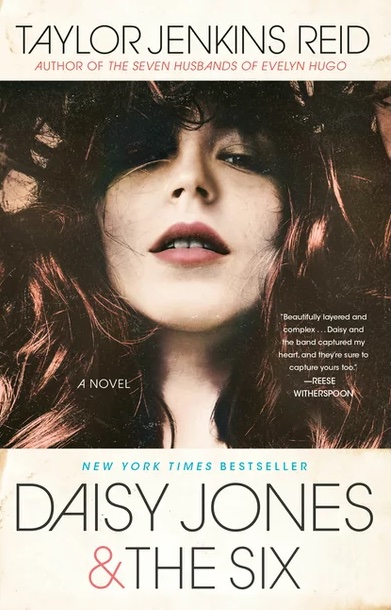 TAYLOR JENKINS REID
AUTHOR OF THE SEVEN HUSBANDS OF EVELYN HUGO
"Beautifully layered and
complex . . . Daisy and
the band captured my
heart, and they're sure to
capture yours too."
—REESE
WITHERSPOON
A NOVEL
NEW YORK TIMES BESTSELLER
DAISY JONES
&THE SIX